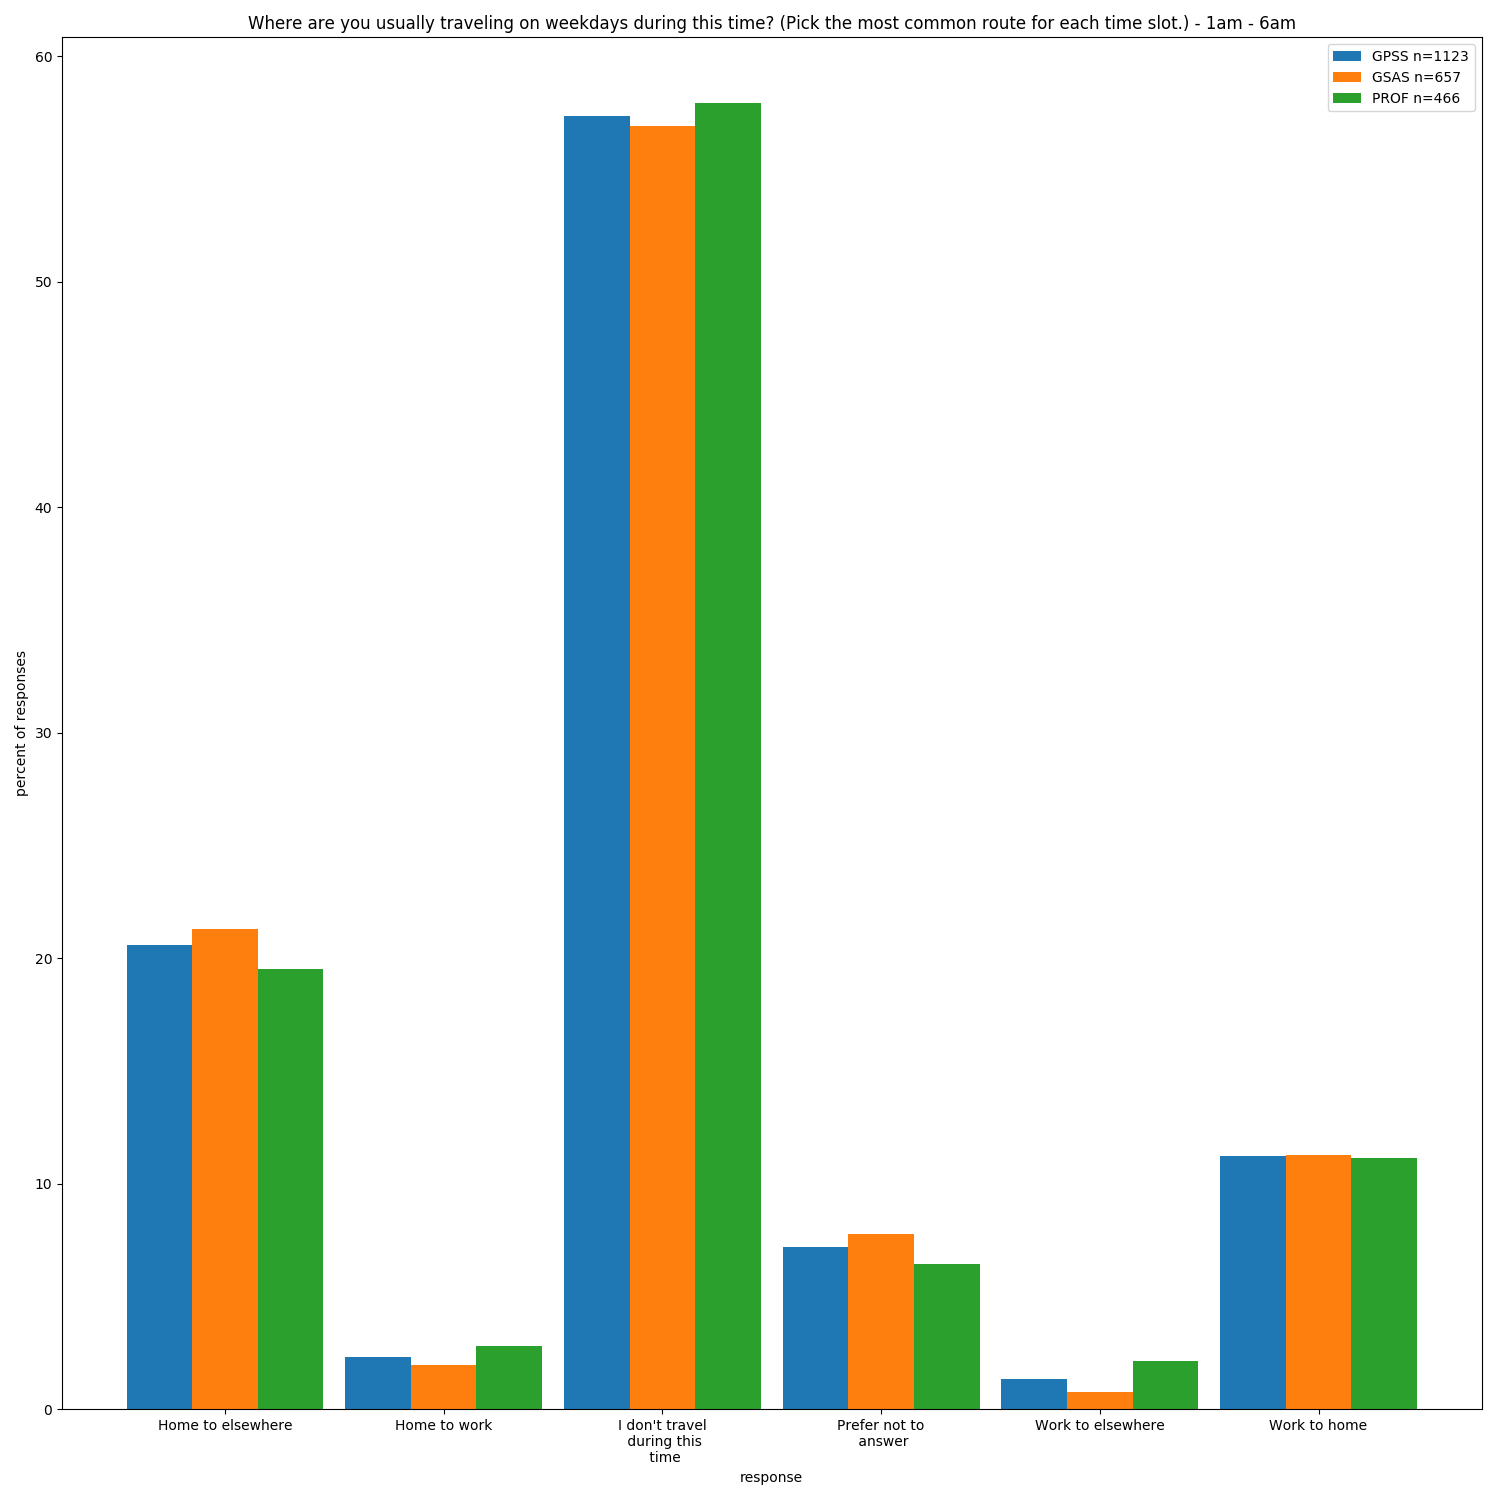 Where are you usually traveling on weekdays during this time? (Pick the most common route for each time slot.) - 1am - 6am
GPSS n=1123
GSAS n=657
PROF n=466
percent of responses
60
50
40
30
20
10
0
Home to elsewhere
Home to work
I don't travel
during this
time
Prefer not to
answer
Work to elsewhere
Work to home
response